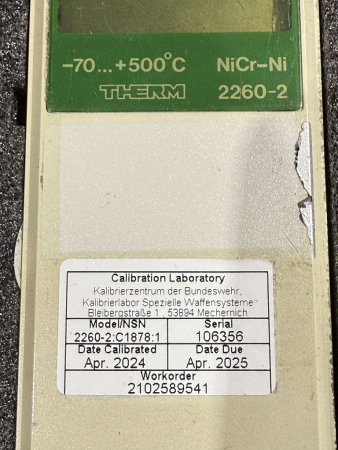 -70...+500°C NiCr-Ni
THERM 2260-2
Calibration Laboratory
Kalibrierzentrum der Bundeswehr,
Kalibrierlabor Spezielle Waffensysteme
Bleibergstraße 1 , 53894 Mechernich
Model/NSN Serial
2260-2:C1878:1 106356
Date Calibrated Date Due
Apr. 2024 Apr. 2025
Workorder
2102589541